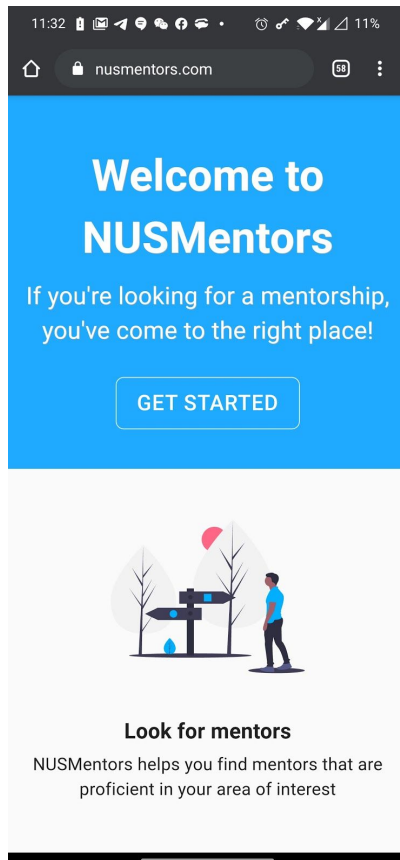 11:32 11%
nusmentors.com 58
Welcome to
NUSMentors
If you're looking for a mentorship,
you've come to the right place!
GET STARTED
Look for mentors
NUSMentors helps you find mentors that are
proficient in your area of interest